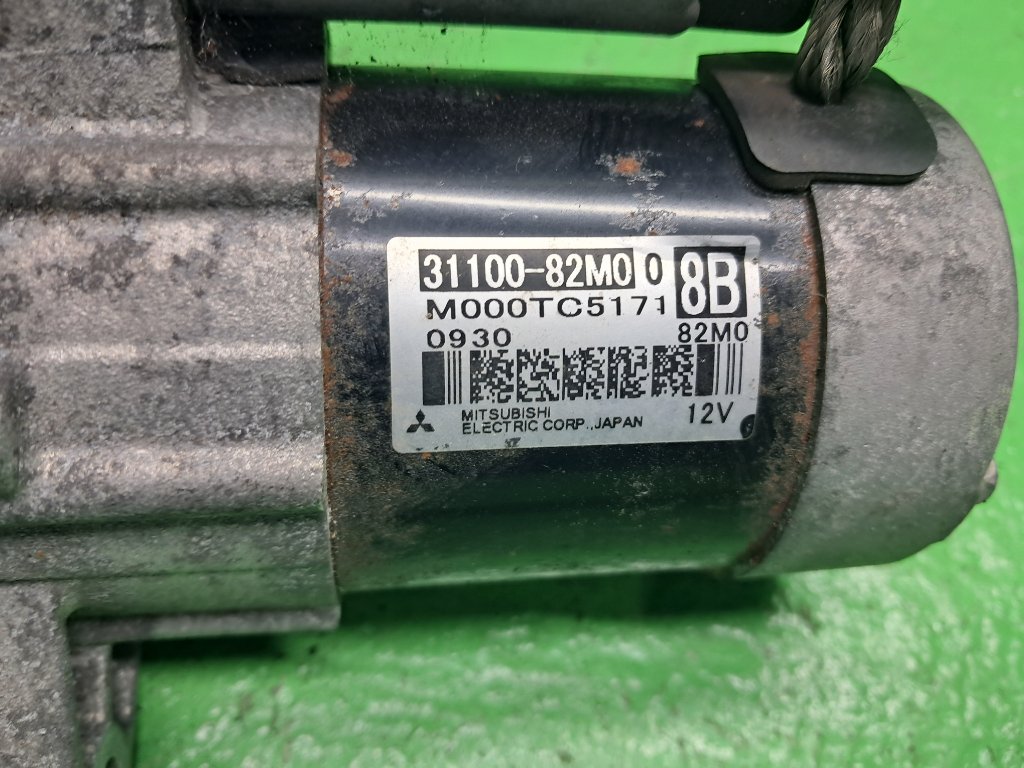 31100-82M0 0 8B
M000TC5171
0930 82M0
MITSUBISHI
ELECTRIC CORP.,JAPAN 12V